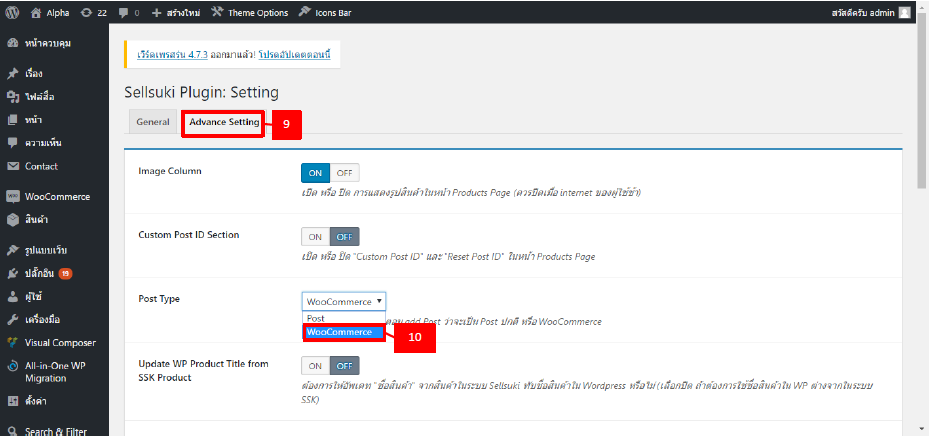 Alpha 22 0 + สร้างใหม่ Theme Options Icons Bar สวัสดีครับ admin
หน้าควบคุม
เรื่อง
ไฟล์สื่อ
หน้า
ความเห็น
Contact
WooCommerce
สินค้า
รูปแบบเว็บ
ปลั๊กอิน 19
ผู้ใช้
เครื่องมือ
Visual Composer
All-in-One WP
Migration
ตั้งค่า
Search & Filter
เวิร์ดเพรสรุ่น 4.7.3 ออกมาแล้ว! โปรดอัปเดตตอนนี้
Sellsuki Plugin: Setting
General Advance Setting 9
Image Column
ON OFF
เปิด หรือ ปิด การแสดงรูปสินค้าในหน้า Products Page (ควรปิดเมื่อ internet ของผู้ใช้ช้า)
Custom Post ID Section
ON OFF
เปิด หรือ ปิด "Custom Post ID" และ "Reset Post ID" ในหน้า Products Page
Post Type
WooCommerce
Post
ตอน add Post ว่าจะเป็น Post ปกติ หรือ WooCommerce
WooCommerce 10
Update WP Product Title from
SSK Product
ON OFF
ต้องการให้อัพเดท "ชื่อสินค้า" จากสินค้าในระบบ Sellsuki ทับชื่อสินค้าใน Wordpress หรือไม่ (เลือกปิด ถ้าต้องการใช้ชื่อสินค้าใน WP ต่างจากในระบบ
SSK)